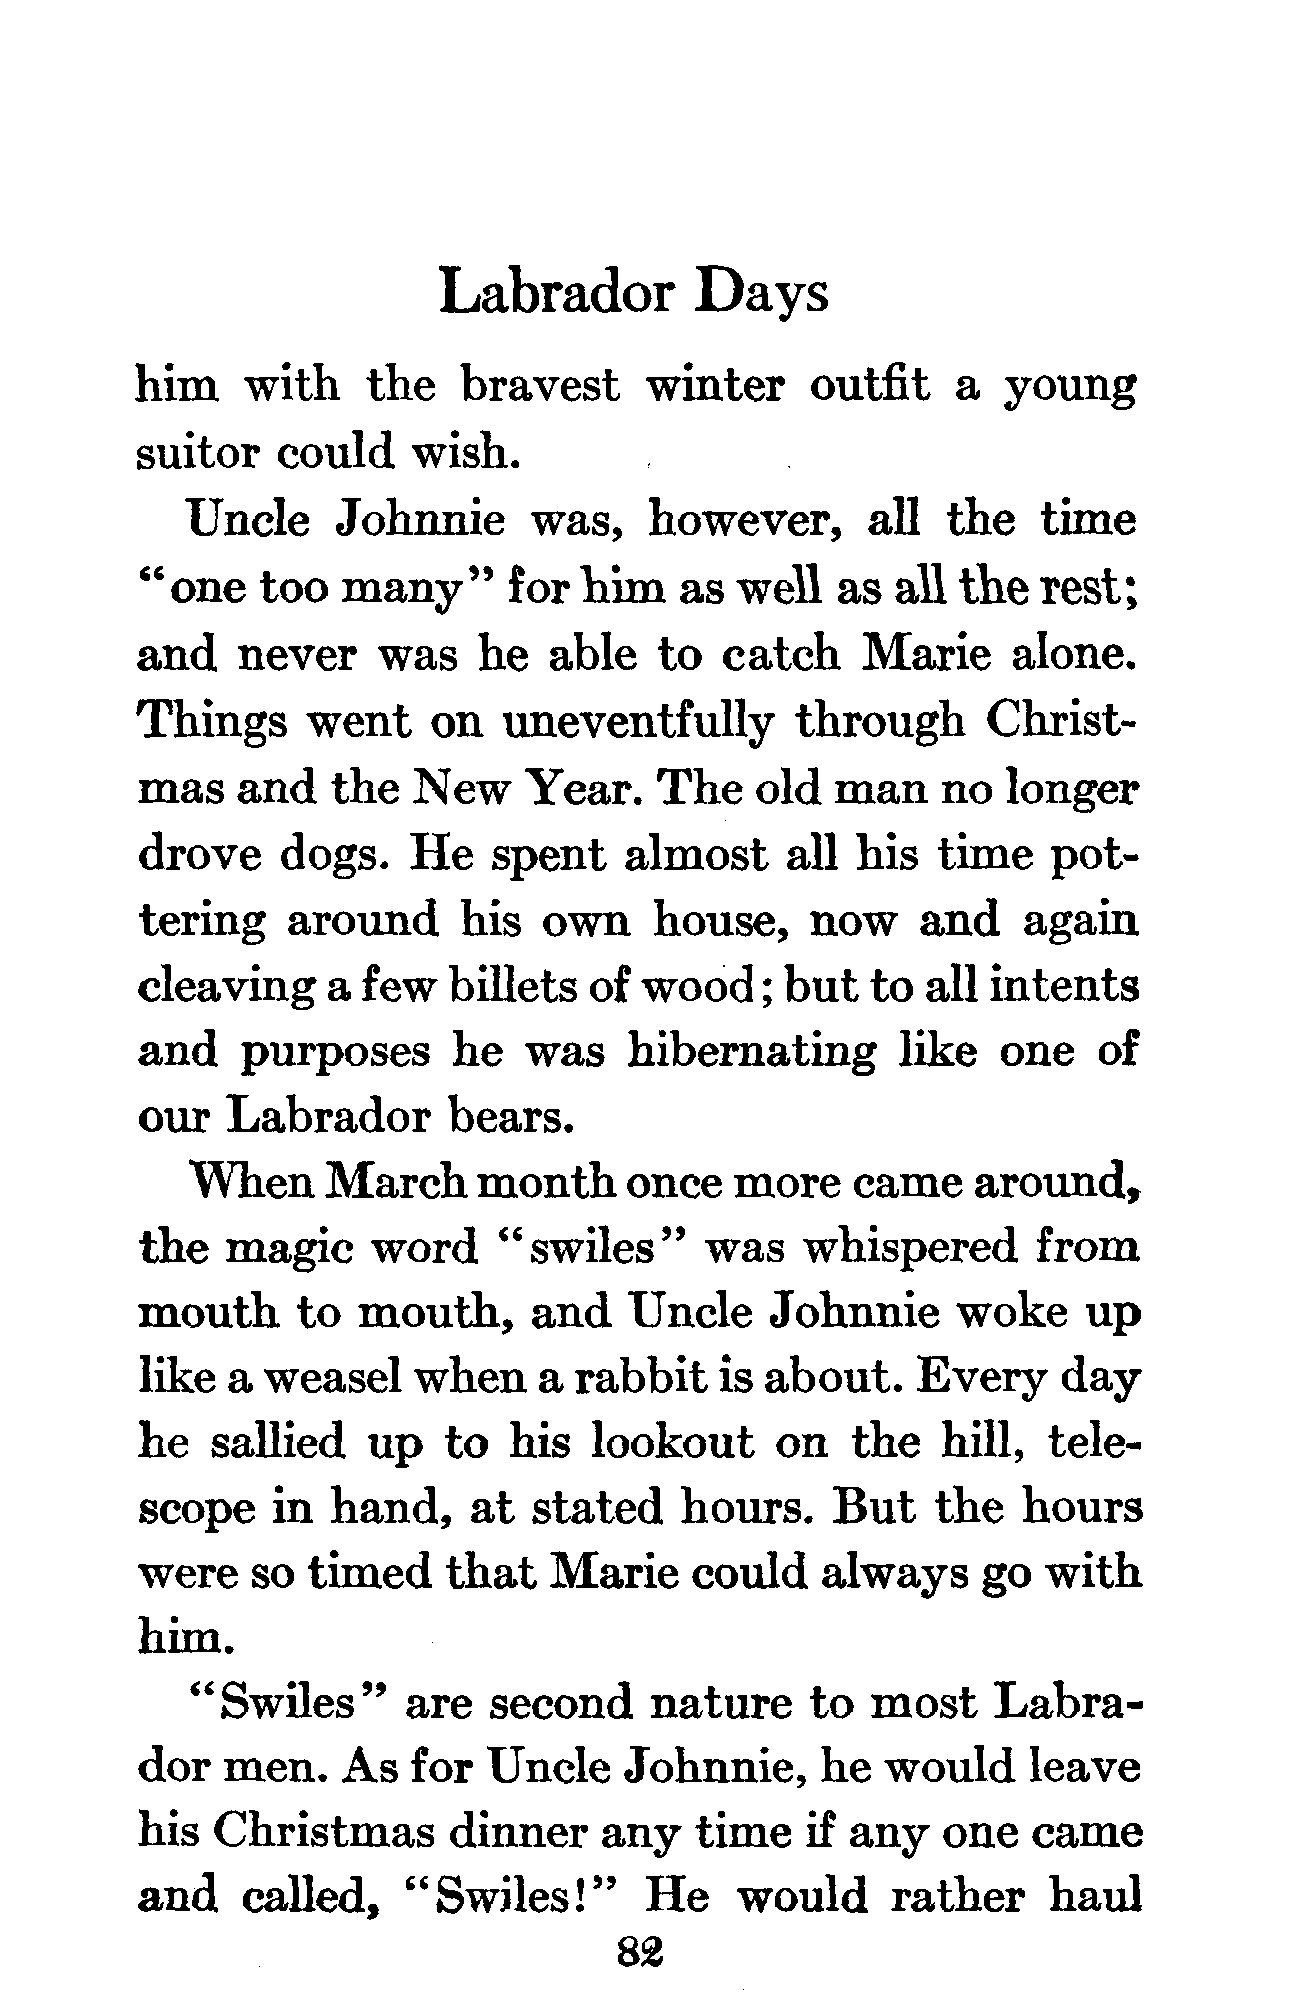 Labrador Days
him with the bravest winter outfit a young
suitor could wish.
Uncle Johnnie was, however, all the time
“one too many” for him as well as all the rest;
and never was he able to catch Marie alone.
Things went on uneventfully through Christ-
mas and the New Year. The old man no longer
drove dogs. He spent almost all his time pot-
tering around his own house, now and again
cleaving a few billets of wood; but to all intents
and purposes he was hibernating like one of
our Labrador bears.
When March month once more came around,
the magic word “swiles” was whispered from
mouth to mouth, and Uncle Johnnie woke up
like a weasel when a rabbit is about. Every day
he sallied up to his lookout on the hill, tele-
scope in hand, at stated hours. But the hours
were so timed that Marie could always go with
him.
“Swiles” are second nature to most Labra-
dor men. As for Uncle Johnnie, he would leave
his Christmas dinner any time if any one came
and called, “Swiles!” He would rather haul
82